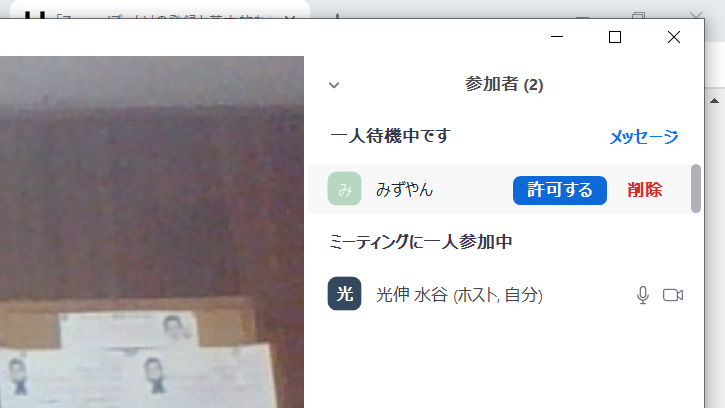 参加者 (2)
一人待機中です メッセージ
み みずやん 許可する 削除
ミーティングに一人参加中
光 光伸 水谷 (ホスト, 自分)